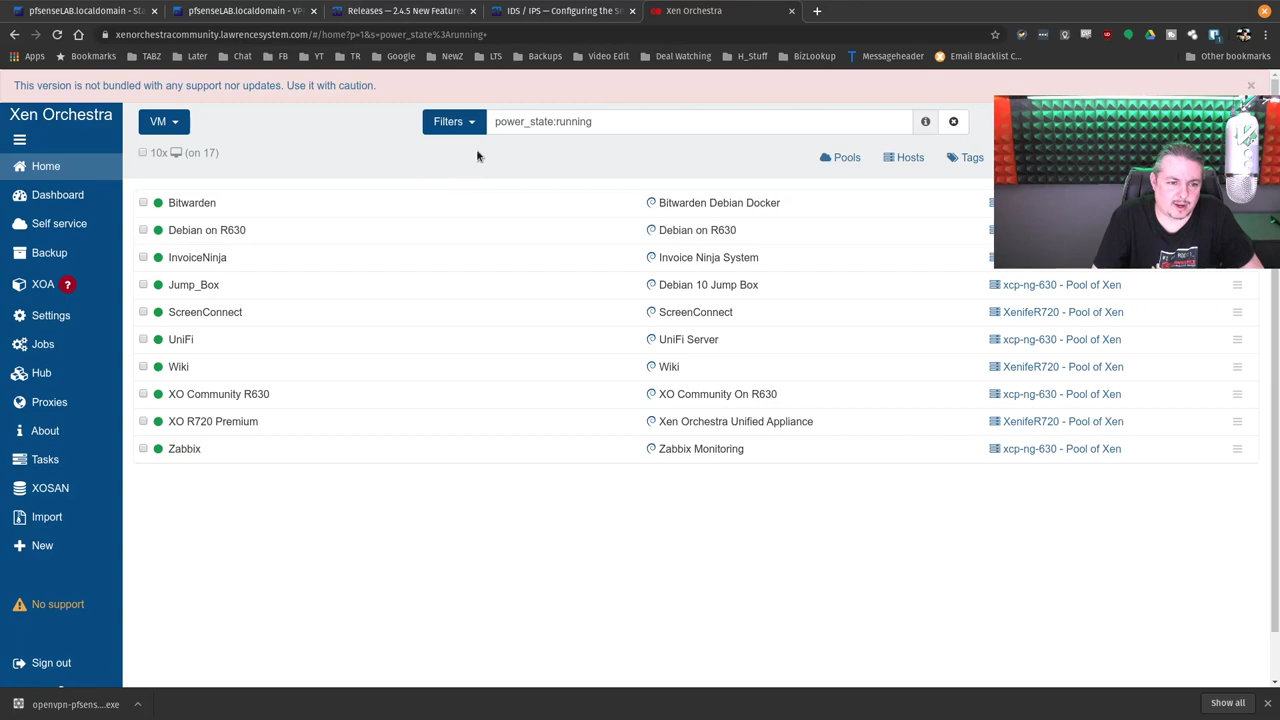 pfsenseLAB.localdomain - Sta
pfsenseLAB.localdomain - VP
Releases — 2.4.5 New Feature
IDS / IPS — Configuring the Sn
Xen Orchestra
xenorchestracommunity.lawrencesystem.com/#/home?p=1&s=power_state%3Arunning+
Apps
Bookmarks
TABZ
Later
Chat
FB
YT
TR
Google
NewZ
LTS
Backups
Video Edit
Deal Watching
H_Stuff
BizLookup
Messageheader
Email Blacklist C...
Other bookmarks
This version is not bundled with any support nor updates. Use it with caution.
Xen Orchestra
Home
Dashboard
Self service
Backup
XOA ?
Settings
Jobs
Hub
Proxies
About
Tasks
XOSAN
Import
New
No support
Sign out
VM
Filters
power_state:running
10x (on 17)
Pools
Hosts
Tags
Bitwarden Bitwarden Debian Docker
Debian on R630 Debian on R630
InvoiceNinja Invoice Ninja System
Jump_Box Debian 10 Jump Box xcp-ng-630 - Pool of Xen
ScreenConnect ScreenConnect XenifeR720 - Pool of Xen
UniFi UniFi Server xcp-ng-630 - Pool of Xen
Wiki Wiki XenifeR720 - Pool of Xen
XO Community R630 XO Community On R630 xcp-ng-630 - Pool of Xen
XO R720 Premium Xen Orchestra Unified Appliance XenifeR720 - Pool of Xen
Zabbix Zabbix Monitoring xcp-ng-630 - Pool of Xen
openvpn-pfsens....exe
Show all